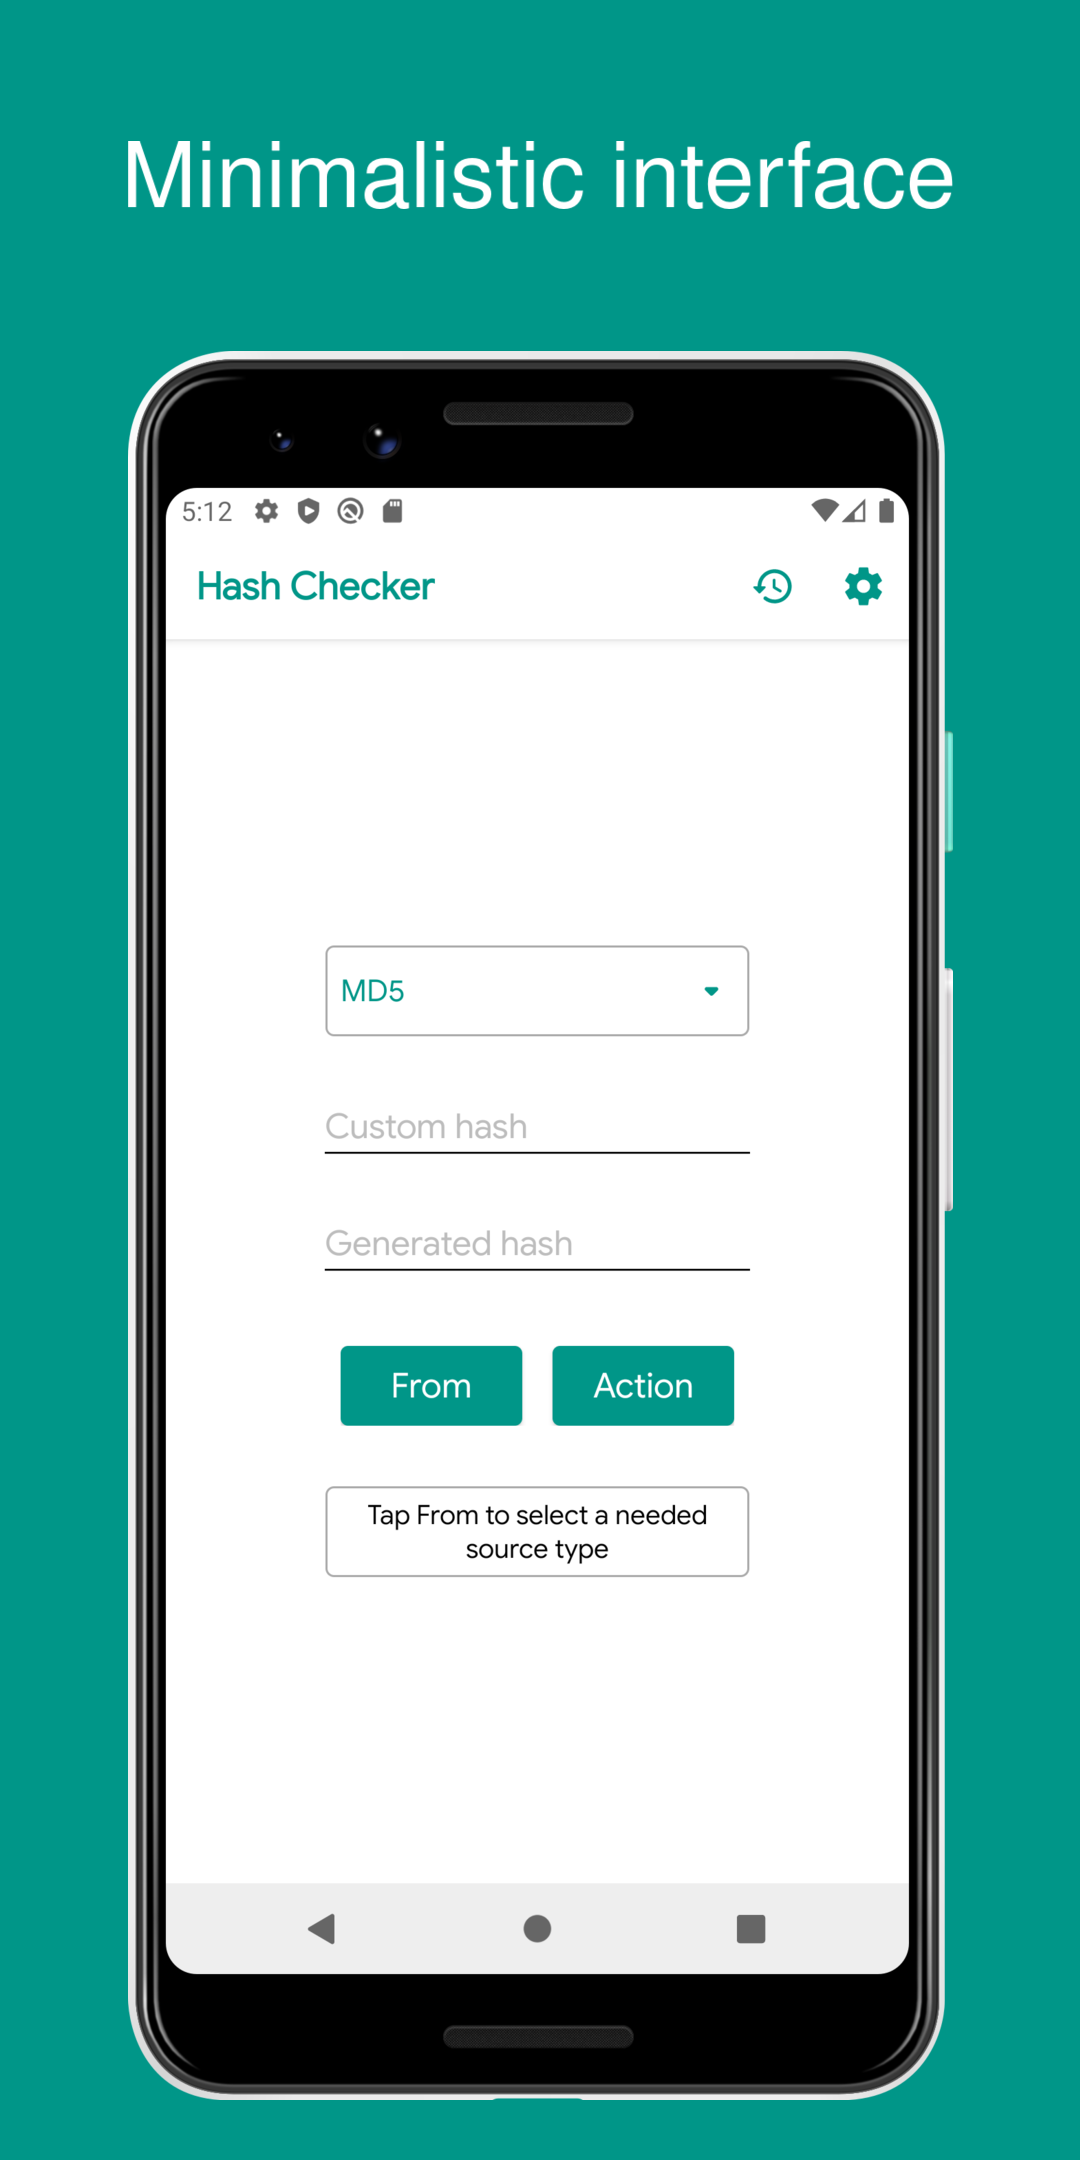 Minimalistic interface
5:12
Hash Checker
MD5
Custom hash
Generated hash
From
Action
Tap From to select a needed
source type